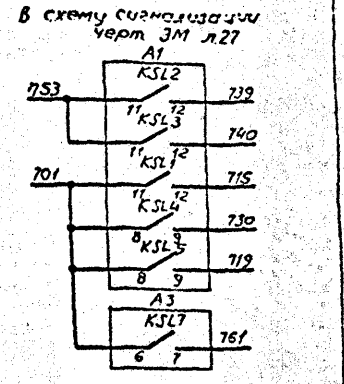 В схему сигнализации
черт ЭМ л27
А1
KSL2
753
11 12
739
KSL3
11 12
740
KSL1
701
11 12
715
KSL4
8 9
730
KSL5
8 9
719
А3
KSL7
6 7
761